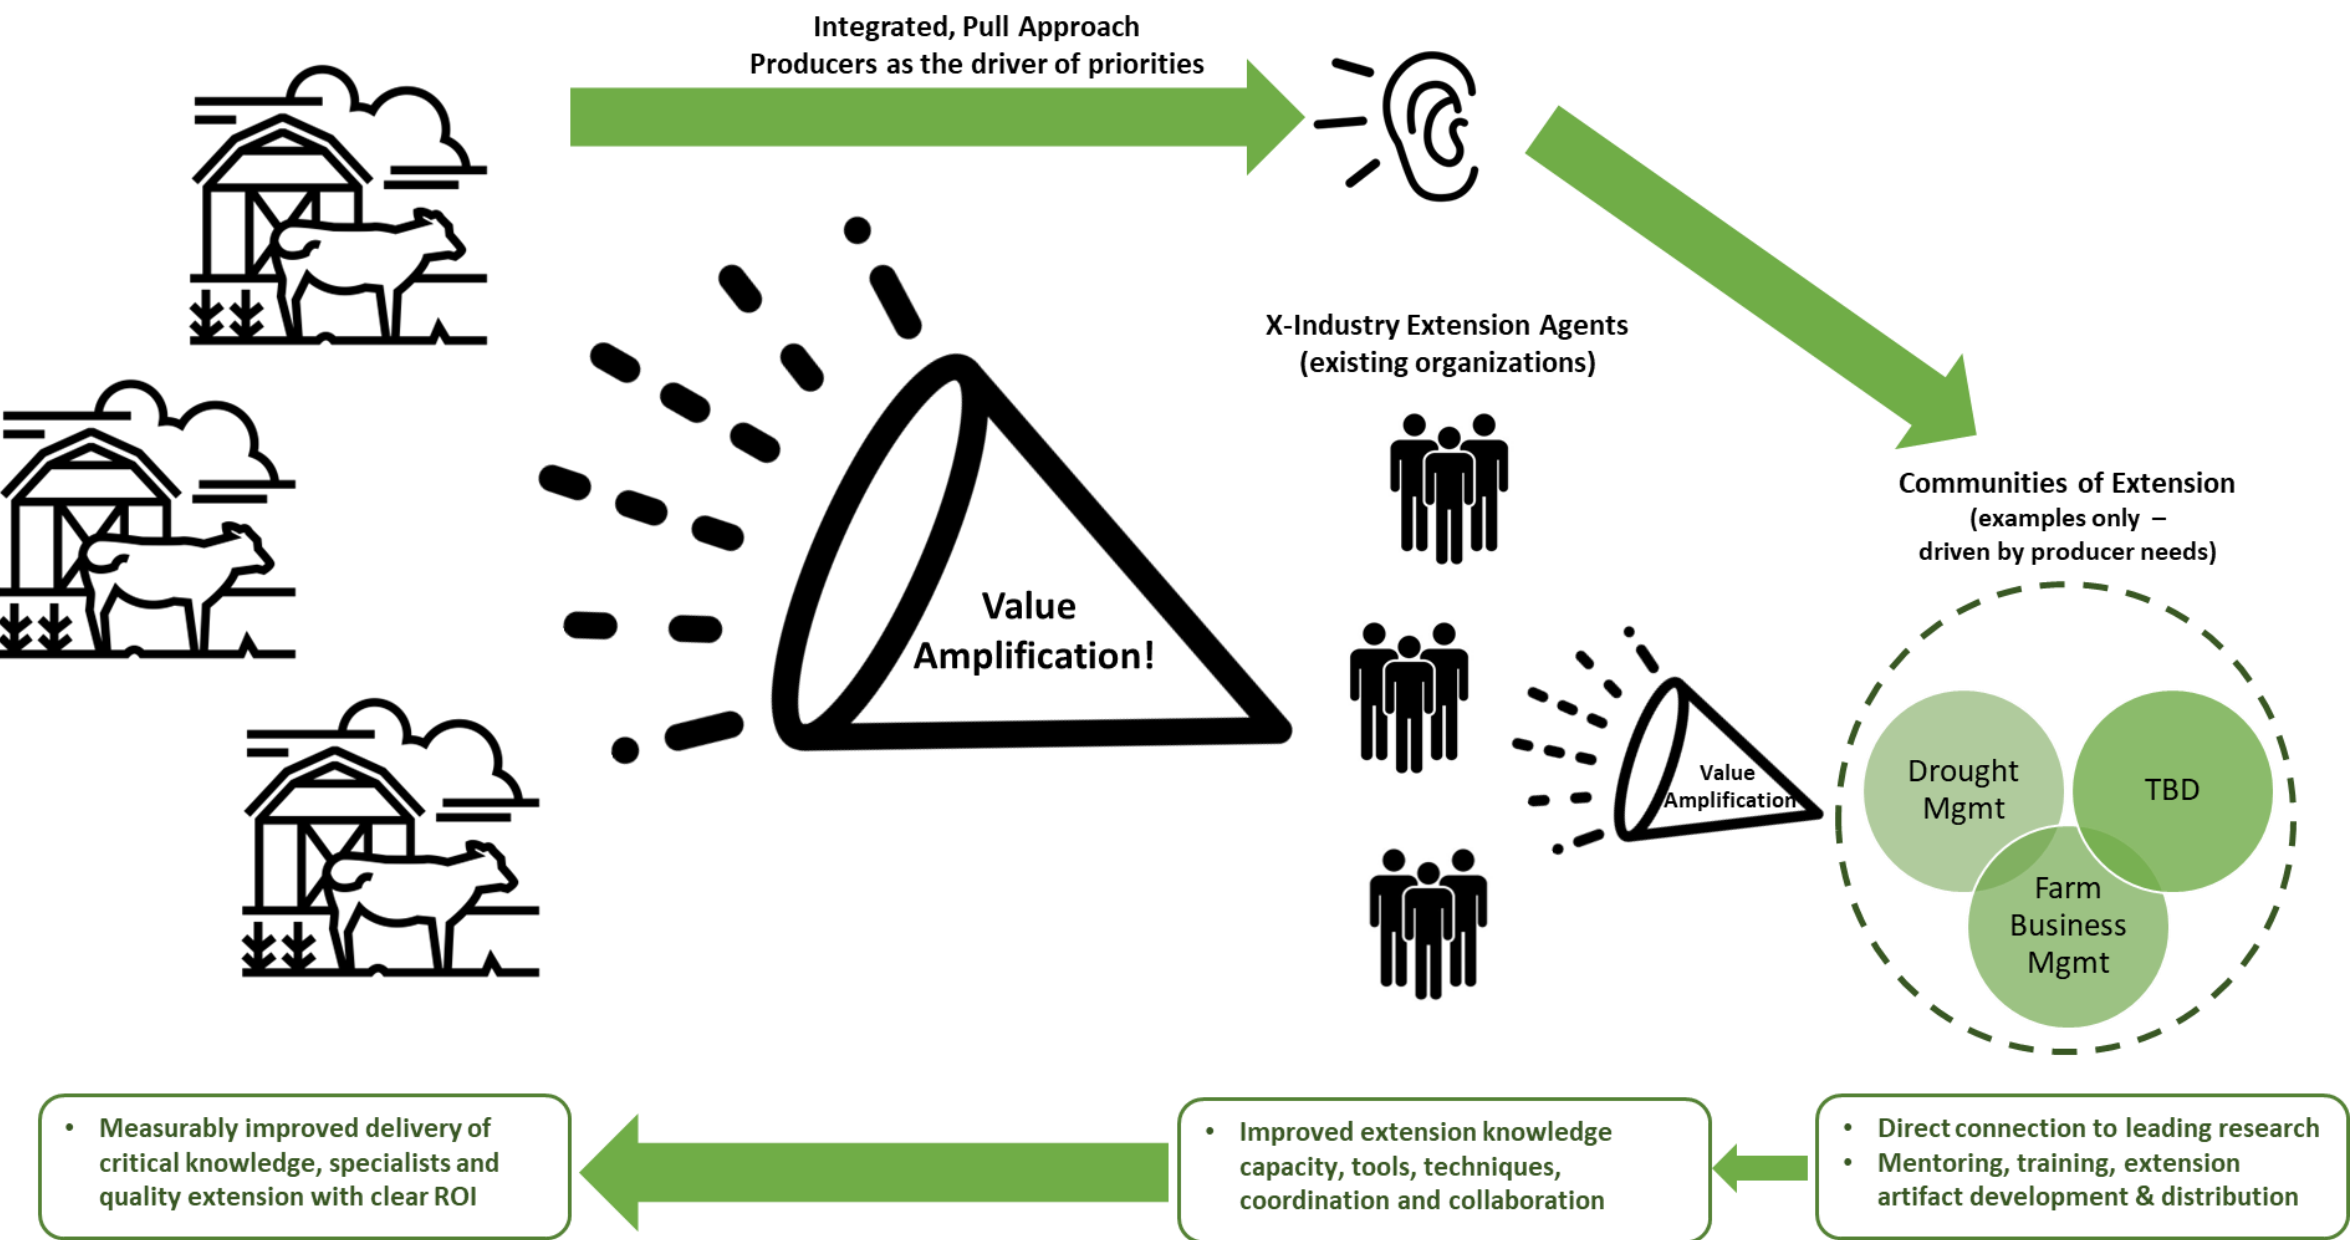 Integrated, Pull Approach
Producers as the driver of priorities
X-Industry Extension Agents
(existing organizations)
Communities of Extension
(examples only –
driven by producer needs)
Value
Amplification!
Value
Amplification
Drought
Mgmt
TBD
Farm
Business
Mgmt
• Measurably improved delivery of
critical knowledge, specialists and
quality extension with clear ROI
• Improved extension knowledge
capacity, tools, techniques,
coordination and collaboration
• Direct connection to leading research
• Mentoring, training, extension
artifact development & distribution